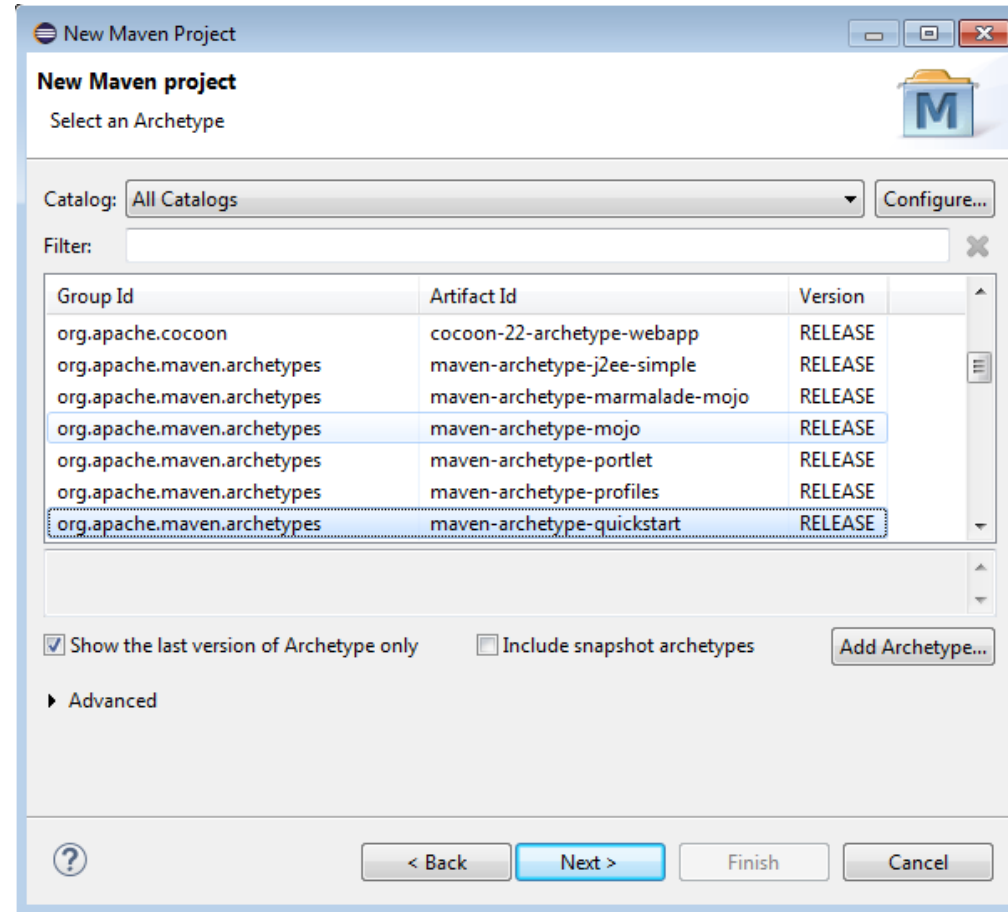 New Maven Project
New Maven project
Select an Archetype
M
Catalog: All Catalogs Configure...
Filter:
Group Id Artifact Id Version
org.apache.cocoon cocoon-22-archetype-webapp RELEASE
org.apache.maven.archetypes maven-archetype-j2ee-simple RELEASE
org.apache.maven.archetypes maven-archetype-marmalade-mojo RELEASE
org.apache.maven.archetypes maven-archetype-mojo RELEASE
org.apache.maven.archetypes maven-archetype-portlet RELEASE
org.apache.maven.archetypes maven-archetype-profiles RELEASE
org.apache.maven.archetypes maven-archetype-quickstart RELEASE
Show the last version of Archetype only Include snapshot archetypes Add Archetype...
Advanced
? < Back Next > Finish Cancel